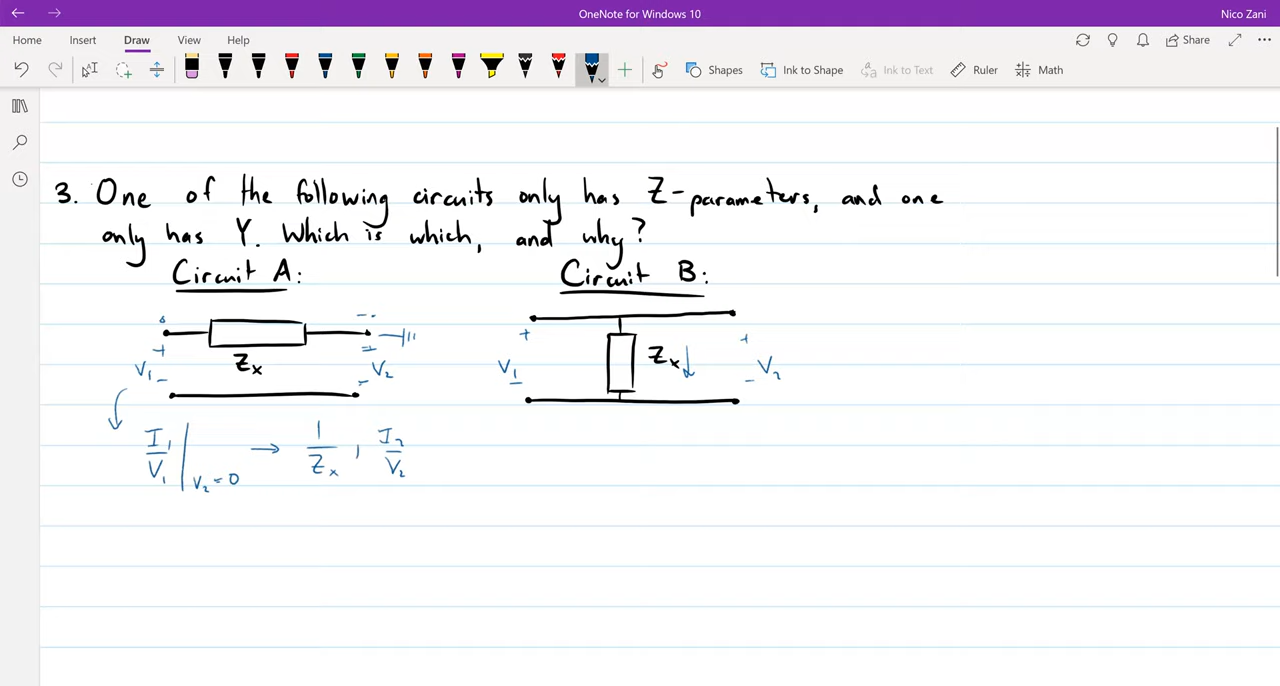 OneNote for Windows 10
Nico Zani
Home Insert Draw View Help
Share
Shapes Ink to Shape Ink to Text Ruler Math
3. One of the following circuits only has Z-parameters, and one
only has Y. Which is which, and why?
Circuit A: Circuit B:
Zx
V1 V2
+ - + -
Zx
V1 V2
+ - + -
I1/V1 | V2=0 → 1/Zx , I2/V2